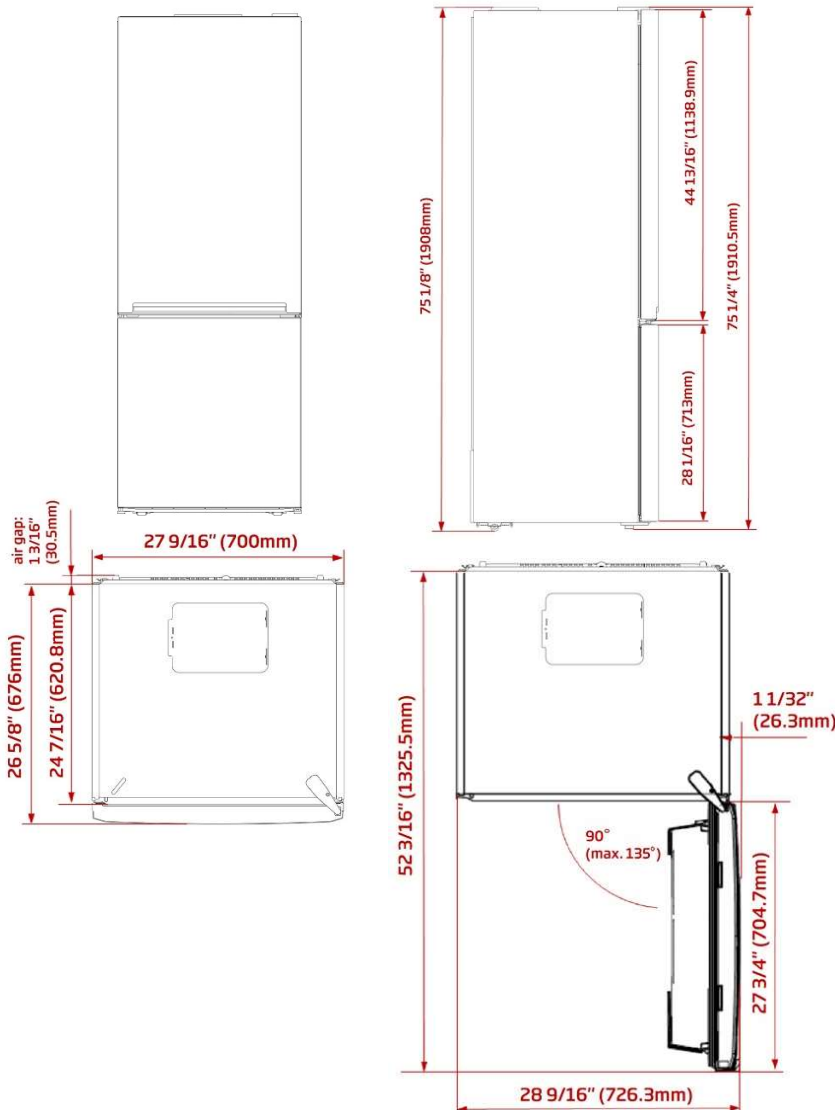 75 1/8" (1908mm)
44 13/16" (1138.9mm)
75 1/4" (1910.5mm)
28 1/16" (713mm)
air gap:
1 3/16"
(30.5mm)
27 9/16" (700mm)
26 5/8" (676mm)
24 7/16" (620.8mm)
52 3/16" (1325.5mm)
1 1/32"
(26.3mm)
90°
(max. 135°)
27 3/4" (704.7mm)
28 9/16" (726.3mm)